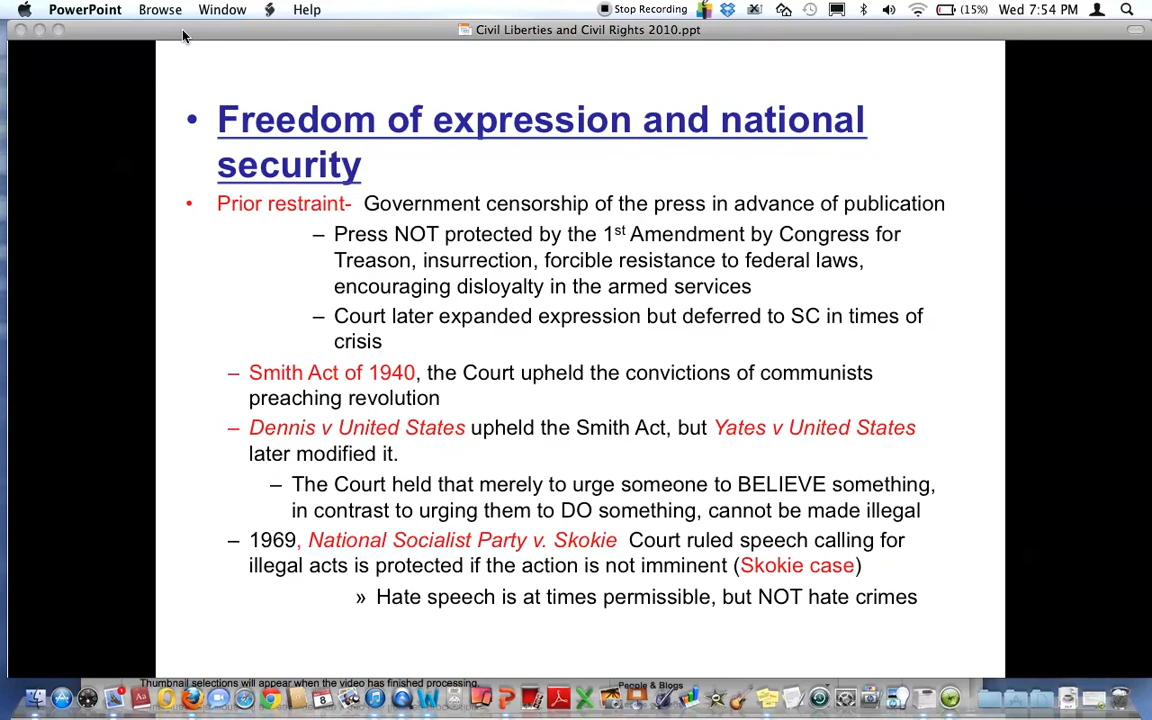 PowerPoint Browse Window Help Stop Recording (15%) Wed 7:54 PM
Civil Liberties and Civil Rights 2010.ppt
• Freedom of expression and national
security
• Prior restraint- Government censorship of the press in advance of publication
– Press NOT protected by the 1st Amendment by Congress for
Treason, insurrection, forcible resistance to federal laws,
encouraging disloyalty in the armed services
– Court later expanded expression but deferred to SC in times of
crisis
– Smith Act of 1940, the Court upheld the convictions of communists
preaching revolution
– Dennis v United States upheld the Smith Act, but Yates v United States
later modified it.
– The Court held that merely to urge someone to BELIEVE something,
in contrast to urging them to DO something, cannot be made illegal
– 1969, National Socialist Party v. Skokie Court ruled speech calling for
illegal acts is protected if the action is not imminent (Skokie case)
» Hate speech is at times permissible, but NOT hate crimes
Thumbnail selections will appear when the video has finished processing. People & Blogs